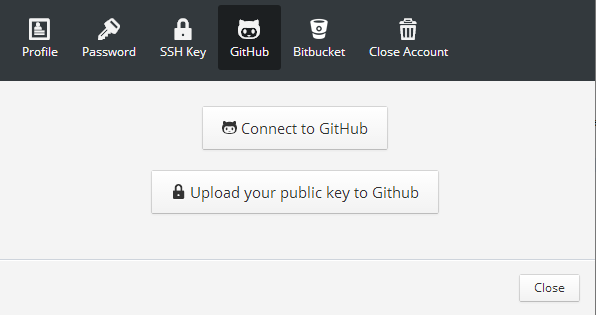 Profile
Password
SSH Key
GitHub
Bitbucket
Close Account
Connect to GitHub
Upload your public key to Github
Close